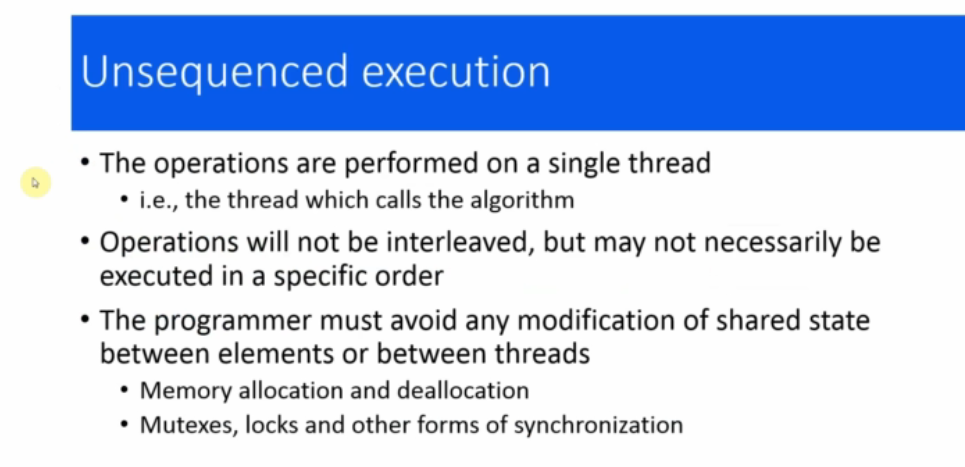 Unsequenced execution
• The operations are performed on a single thread
• i.e., the thread which calls the algorithm
• Operations will not be interleaved, but may not necessarily be
executed in a specific order
• The programmer must avoid any modification of shared state
between elements or between threads
• Memory allocation and deallocation
• Mutexes, locks and other forms of synchronization